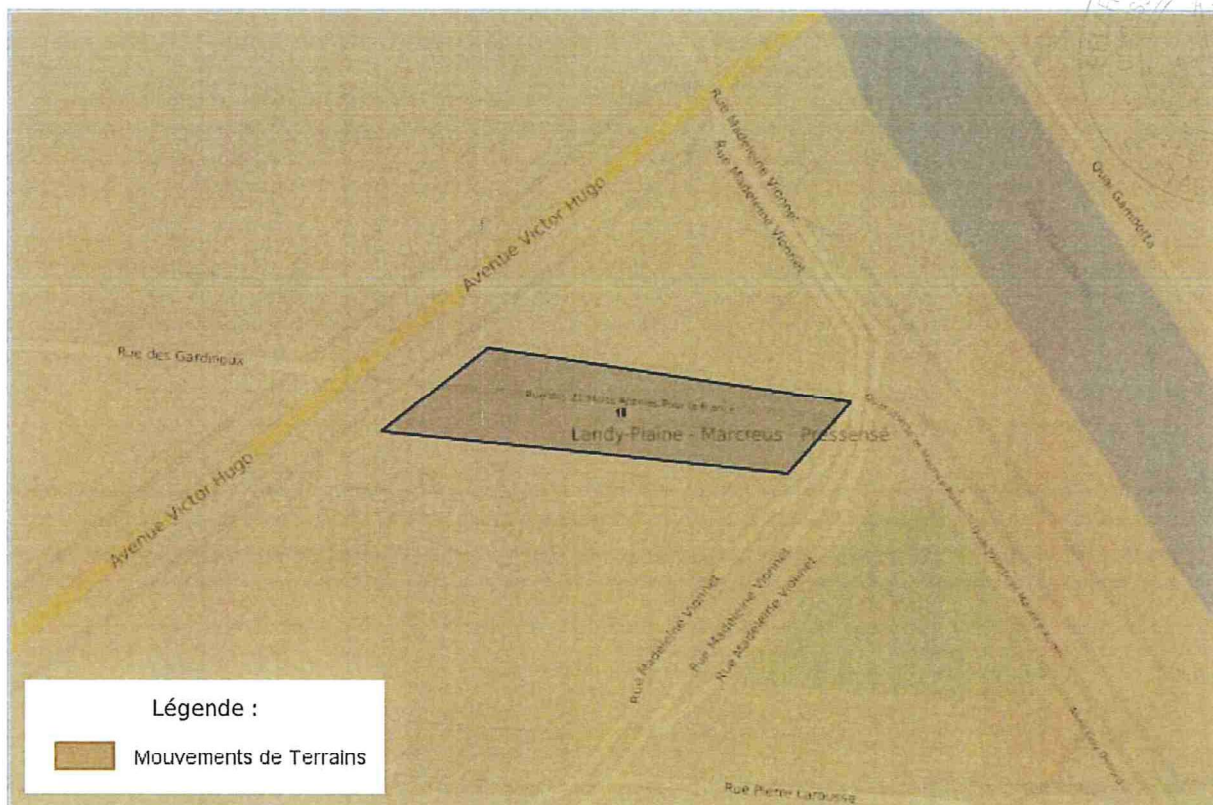 Rue Madeleine Vionnet
Rue Madeleine Vionnet
Quai Gambetta
Avenue Victor Hugo
Rue des Gardinoux
Landy-Plaine - Marcreux - Pressensé
Avenue Victor Hugo
Rue Madeleine Vionnet
Rue Madeleine Vionnet
Rue Madeleine Vionnet
Légende :
Mouvements de Terrains
Rue Pierre Larousse